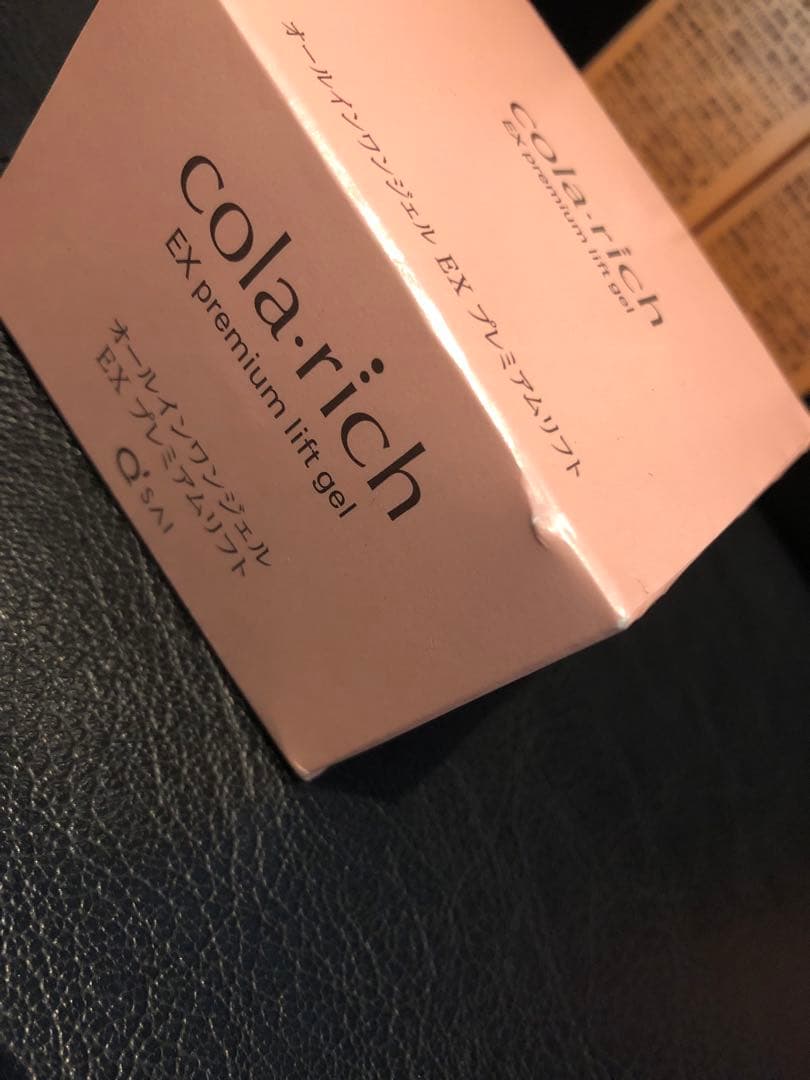 cola·rich
EX premium lift gel
オールインワンジェル
EX プレミアムリフト
Q'SAI
オールインワンジェル EX プレミアムリフト
cola·rich
EX premium lift gel